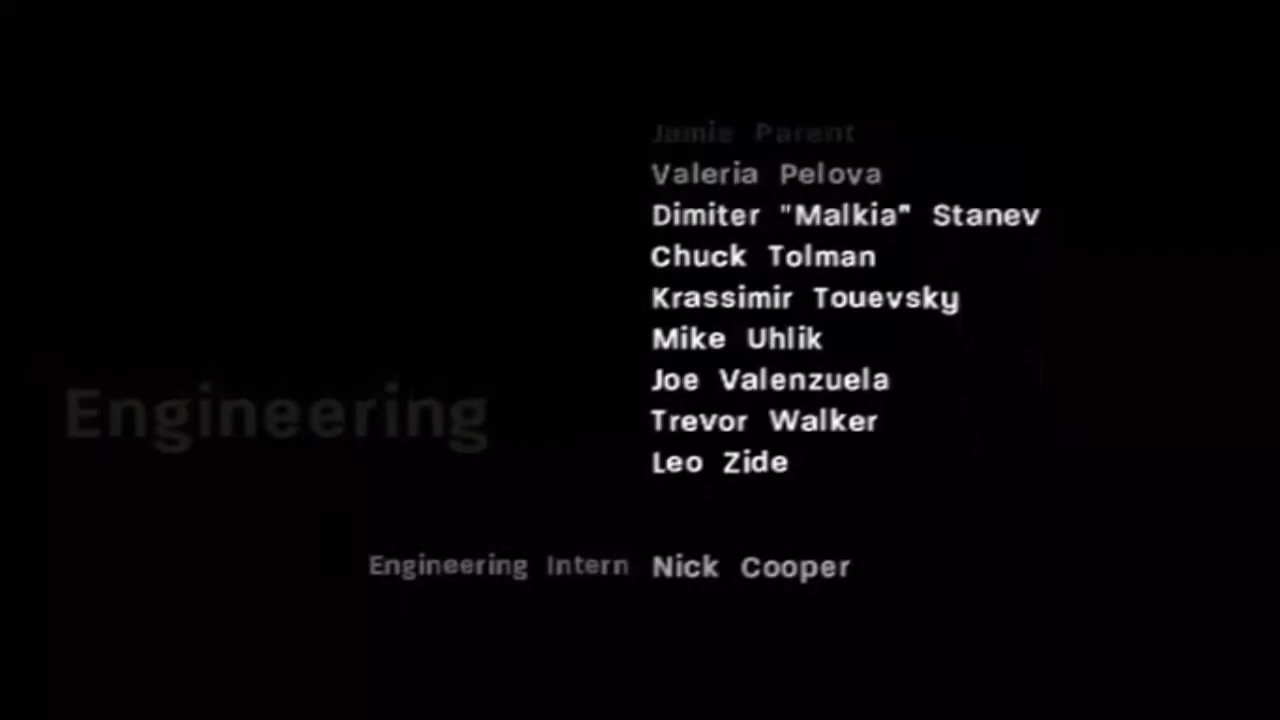 Jamie Parent
Valeria Pelova
Dimiter "Malkia" Stanev
Chuck Tolman
Krassimir Touevsky
Mike Uhlik
Engineering
Joe Valenzuela
Trevor Walker
Leo Zide
Engineering Intern Nick Cooper